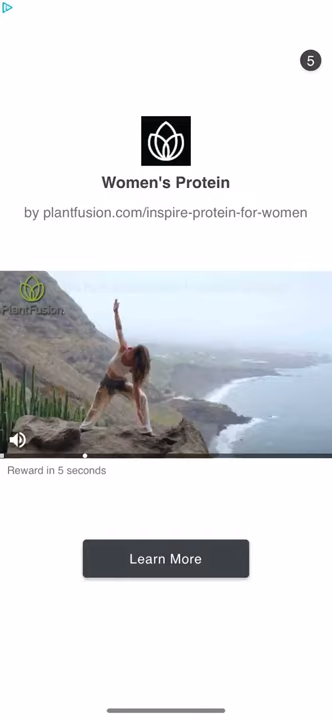 5
Women's Protein
by plantfusion.com/inspire-protein-for-women
PlantFusion
Reward in 5 seconds
Learn More